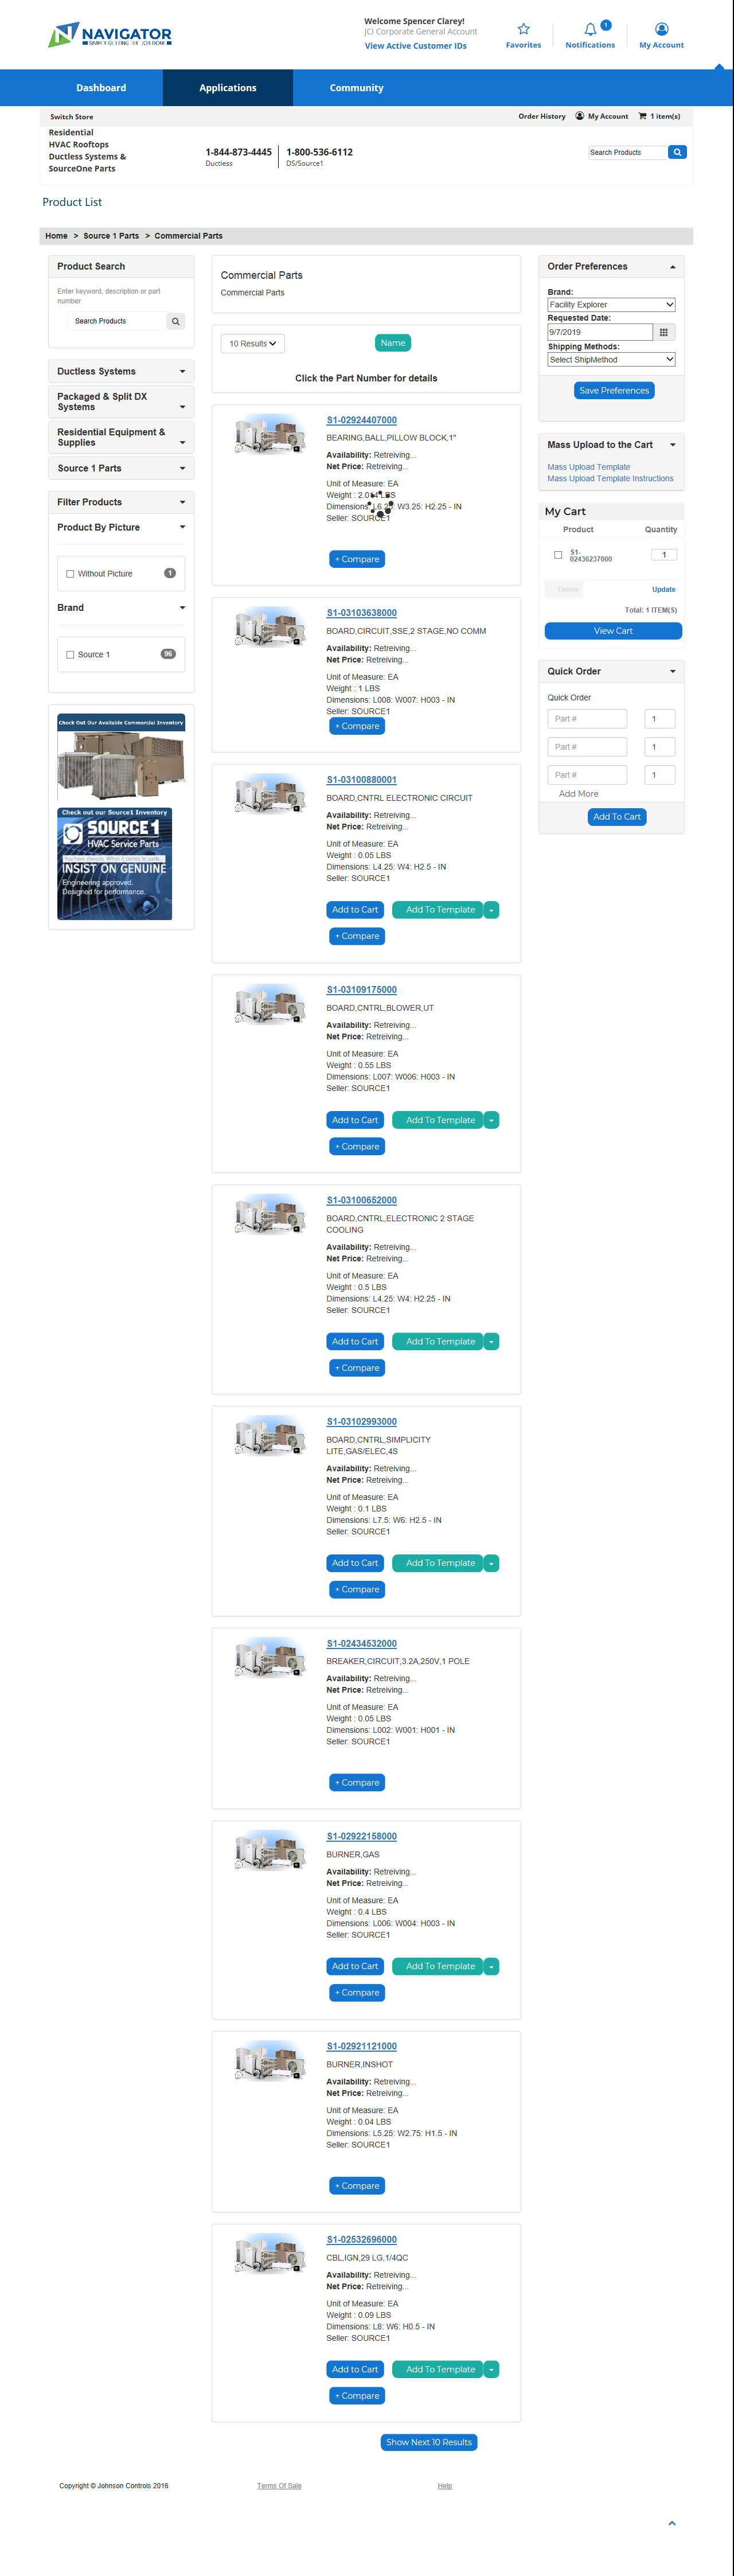 NAVIGATOR
SIMPLY GETTING THE JOB DONE!
Welcome Spencer Clarey!
JCI Corporate General Account
View Active Customer IDs
Favorites
1
Notifications
My Account
Dashboard
Applications
Community
Switch Store
Order History
My Account
1 item(s)
Residential
HVAC Rooftops
Ductless Systems &
SourceOne Parts
1-844-873-4445
Ductless
1-800-536-6112
DS/Source1
Search Products
Product List
Home > Source 1 Parts > Commercial Parts
Product Search
Enter keyword, description or part
number
Search Products
Ductless Systems
Packaged & Split DX
Systems
Residential Equipment &
Supplies
Source 1 Parts
Filter Products
Product By Picture
Without Picture
1
Brand
Source 1
96
Check Out Our Available Commercial Inventory
Check out our Source1 Inventory
SOURCE 1
HVAC Service Parts
INSIST ON GENUINE
Engineering approved.
Designed for performance.
Commercial Parts
Commercial Parts
10 Results
Name
Click the Part Number for details
S1-02924407000
BEARING,BALL,PILLOW BLOCK,1"
Availability: Retreiving...
Net Price: Retreiving...
Unit of Measure: EA
Weight : LBS
Dimensions: W3.25: H2.25 - IN
Seller: SOURCE1
+ Compare
S1-03103638000
BOARD,CIRCUIT,SSE,2 STAGE,NO COMM
Availability: Retreiving...
Net Price: Retreiving...
Unit of Measure: EA
Weight : 1 LBS
Dimensions: L008: W007: H003 - IN
Seller: SOURCE1
+ Compare
S1-03100880001
BOARD,CNTRL ELECTRONIC CIRCUIT
Availability: Retreiving...
Net Price: Retreiving...
Unit of Measure: EA
Weight : 0.05 LBS
Dimensions: L4.25: W4: H2.5 - IN
Seller: SOURCE1
Add to Cart
Add To Template
+ Compare
S1-03109175000
BOARD,CNTRL,BLOWER,UT
Availability: Retreiving...
Net Price: Retreiving...
Unit of Measure: EA
Weight : 0.55 LBS
Dimensions: L007: W006: H003 - IN
Seller: SOURCE1
Add to Cart
Add To Template
+ Compare
S1-03100652000
BOARD,CNTRL,ELECTRONIC 2 STAGE
COOLING
Availability: Retreiving...
Net Price: Retreiving...
Unit of Measure: EA
Weight : 0.5 LBS
Dimensions: L4.25: W4: H2.25 - IN
Seller: SOURCE1
Add to Cart
Add To Template
+ Compare
S1-03102993000
BOARD,CNTRL,SIMPLICITY
LITE,GAS/ELEC,4S
Availability: Retreiving...
Net Price: Retreiving...
Unit of Measure: EA
Weight : 0.1 LBS
Dimensions: L7.5: W6: H2.5 - IN
Seller: SOURCE1
Add to Cart
Add To Template
+ Compare
S1-02434532000
BREAKER,CIRCUIT,3.2A,250V,1 POLE
Availability: Retreiving...
Net Price: Retreiving...
Unit of Measure: EA
Weight : 0.05 LBS
Dimensions: L002: W001: H001 - IN
Seller: SOURCE1
+ Compare
S1-02922158000
BURNER,GAS
Availability: Retreiving...
Net Price: Retreiving...
Unit of Measure: EA
Weight : 0.4 LBS
Dimensions: L006: W004: H003 - IN
Seller: SOURCE1
Add to Cart
Add To Template
+ Compare
S1-02921121000
BURNER,INSHOT
Availability: Retreiving...
Net Price: Retreiving...
Unit of Measure: EA
Weight : 0.04 LBS
Dimensions: L5.25: W2.75: H1.5 - IN
Seller: SOURCE1
+ Compare
S1-02532696000
CBL,IGN,29 LG,1/4QC
Availability: Retreiving...
Net Price: Retreiving...
Unit of Measure: EA
Weight : 0.09 LBS
Dimensions: L8: W6: H0.5 - IN
Seller: SOURCE1
Add to Cart
Add To Template
+ Compare
Show Next 10 Results
Order Preferences
Brand:
Facility Explorer
Requested Date:
9/7/2019
Shipping Methods:
Select ShipMethod
Save Preferences
Mass Upload to the Cart
Mass Upload Template
Mass Upload Template Instructions
My Cart
Product
Quantity
S1-
02436237000
1
Delete
Update
Total: 1 ITEM(S)
View Cart
Quick Order
Quick Order
Part #
1
Part #
1
Part #
1
Add More
Add To Cart
Copyright © Johnson Controls 2016
Terms Of Sale
Help